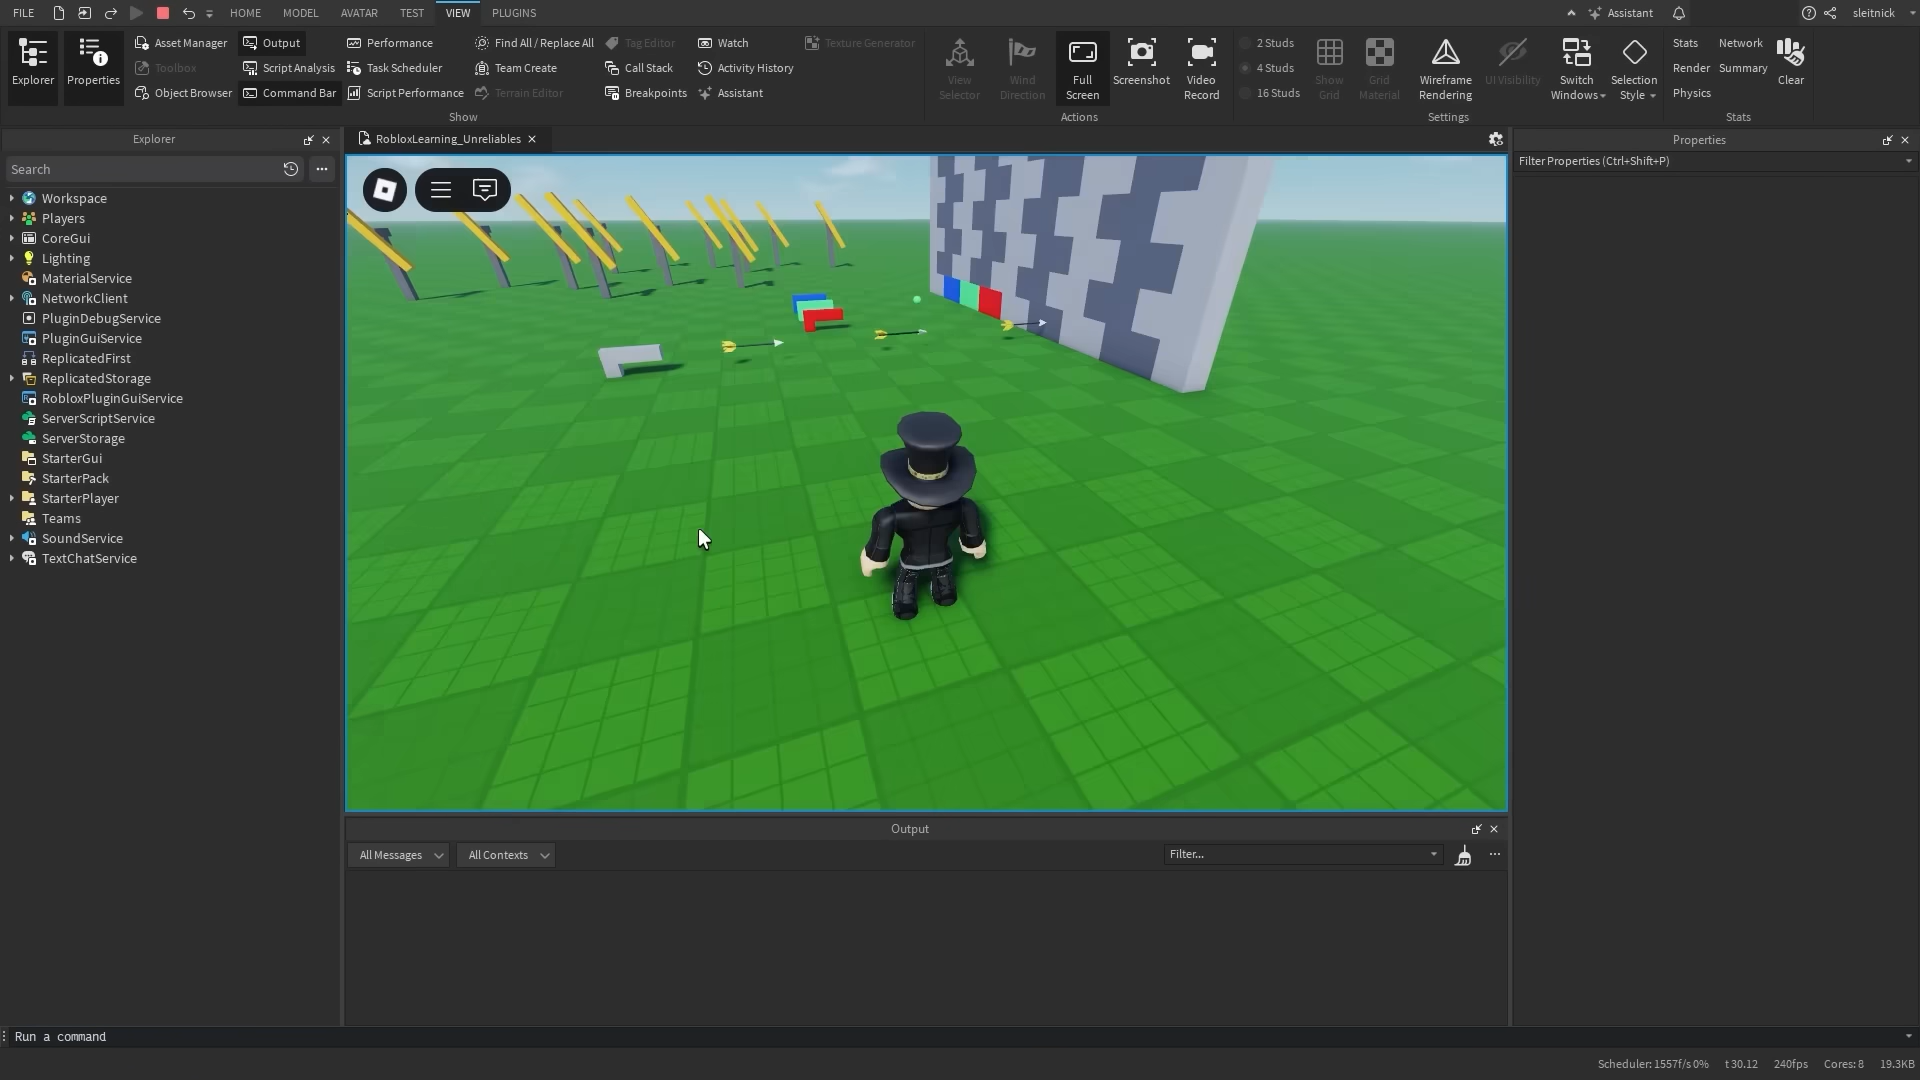 FILE HOME MODEL AVATAR TEST VIEW PLUGINS Assistant sleitnick
Explorer
Properties
Asset Manager
Toolbox
Object Browser
Output
Script Analysis
Command Bar
Performance
Task Scheduler
Script Performance
Find All / Replace All
Team Create
Terrain Editor
Tag Editor
Call Stack
Breakpoints
Watch
Activity History
Assistant
Texture Generator
Show
View
Selector
Wind
Direction
Full
Screen
Screenshot
Video
Record
Actions
2 Studs
4 Studs
16 Studs
Show
Grid
Grid
Material
Wireframe
Rendering
UI Visibility
Switch
Windows
Selection
Style
Settings
Stats
Render
Physics
Network
Summary
Clear
Stats
Explorer
Search
Workspace
Players
CoreGui
Lighting
MaterialService
NetworkClient
PluginDebugService
PluginGuiService
ReplicatedFirst
ReplicatedStorage
RobloxPluginGuiService
ServerScriptService
ServerStorage
StarterGui
StarterPack
StarterPlayer
Teams
SoundService
TextChatService
RobloxLearning_Unreliables
Properties
Filter Properties (Ctrl+Shift+P)
Output
All Messages All Contexts Filter...
Run a command
Scheduler: 1557f/s 0% t 30.12 240fps Cores: 8 19.3KB